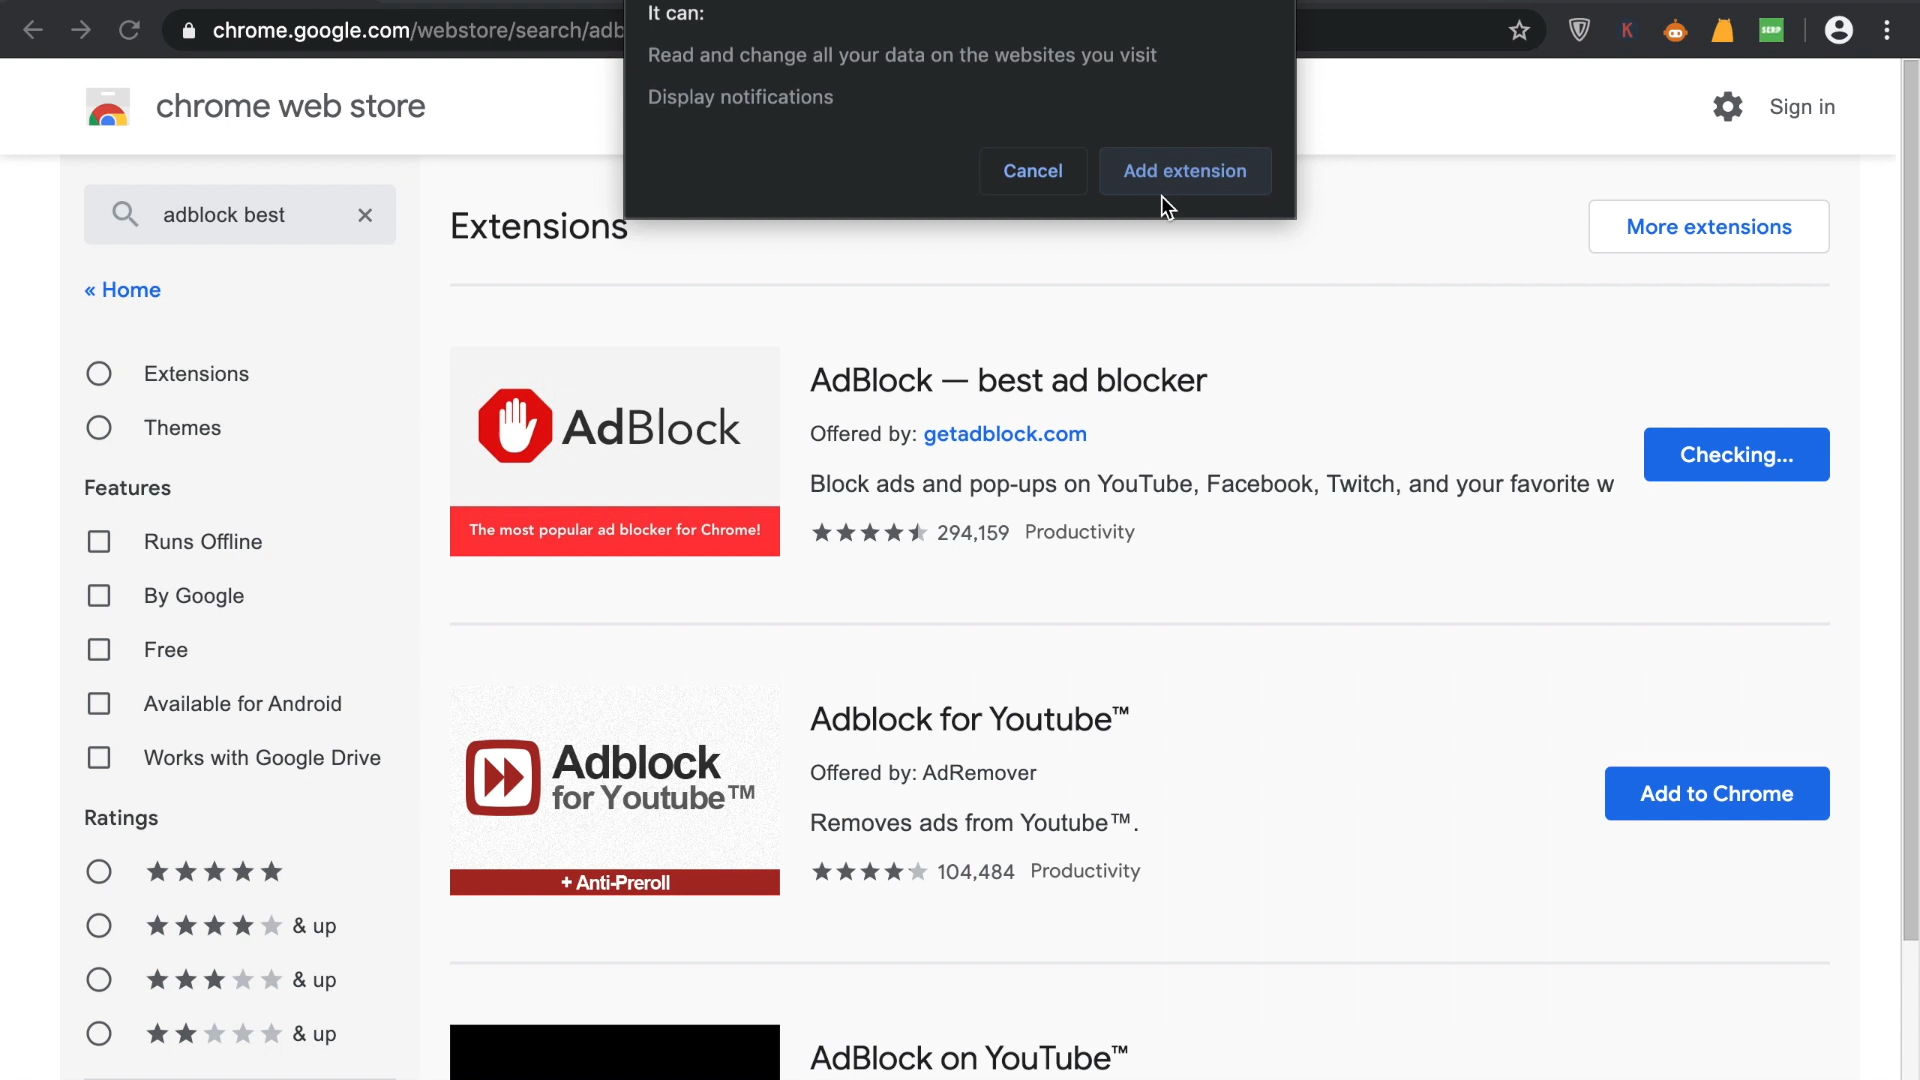 chrome.google.com/webstore/search/adb
K
SERP
It can:
Read and change all your data on the websites you visit
Display notifications
Cancel
Add extension
chrome web store
Sign in
adblock best
« Home
Extensions
Themes
Features
Runs Offline
By Google
Free
Available for Android
Works with Google Drive
Ratings
& up
& up
& up
Extensions
More extensions
AdBlock
The most popular ad blocker for Chrome!
AdBlock — best ad blocker
Offered by: getadblock.com
Block ads and pop-ups on YouTube, Facebook, Twitch, and your favorite w
294,159 Productivity
Checking...
Adblock
for Youtube™
+ Anti-Preroll
Adblock for Youtube™
Offered by: AdRemover
Removes ads from Youtube™.
104,484 Productivity
Add to Chrome
AdBlock on YouTube™